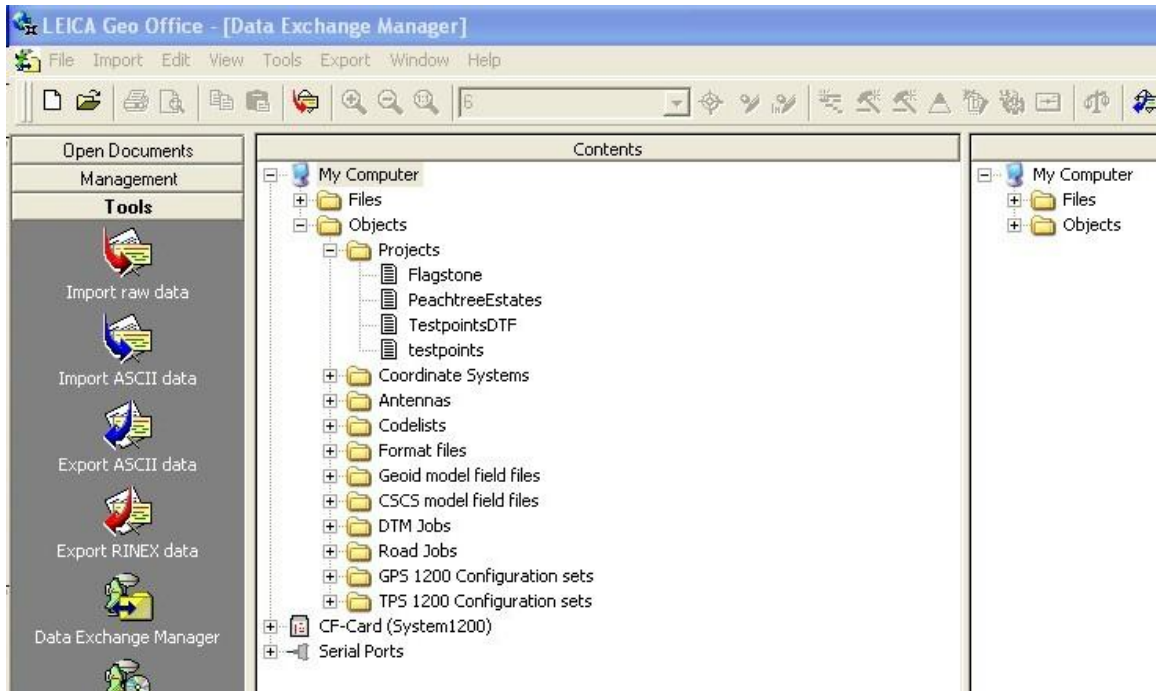 LEICA Geo Office - [Data Exchange Manager]
File Import Edit View Tools Export Window Help
6
Open Documents
Management
Tools
Import raw data
Import ASCII data
Export ASCII data
Export RINEX data
Data Exchange Manager
Contents
My Computer
Files
Objects
Projects
Flagstone
PeachtreeEstates
TestpointsDTF
testpoints
Coordinate Systems
Antennas
Codelists
Format files
Geoid model field files
CSCS model field files
DTM Jobs
Road Jobs
GPS 1200 Configuration sets
TPS 1200 Configuration sets
CF-Card (System1200)
Serial Ports
My Computer
Files
Objects